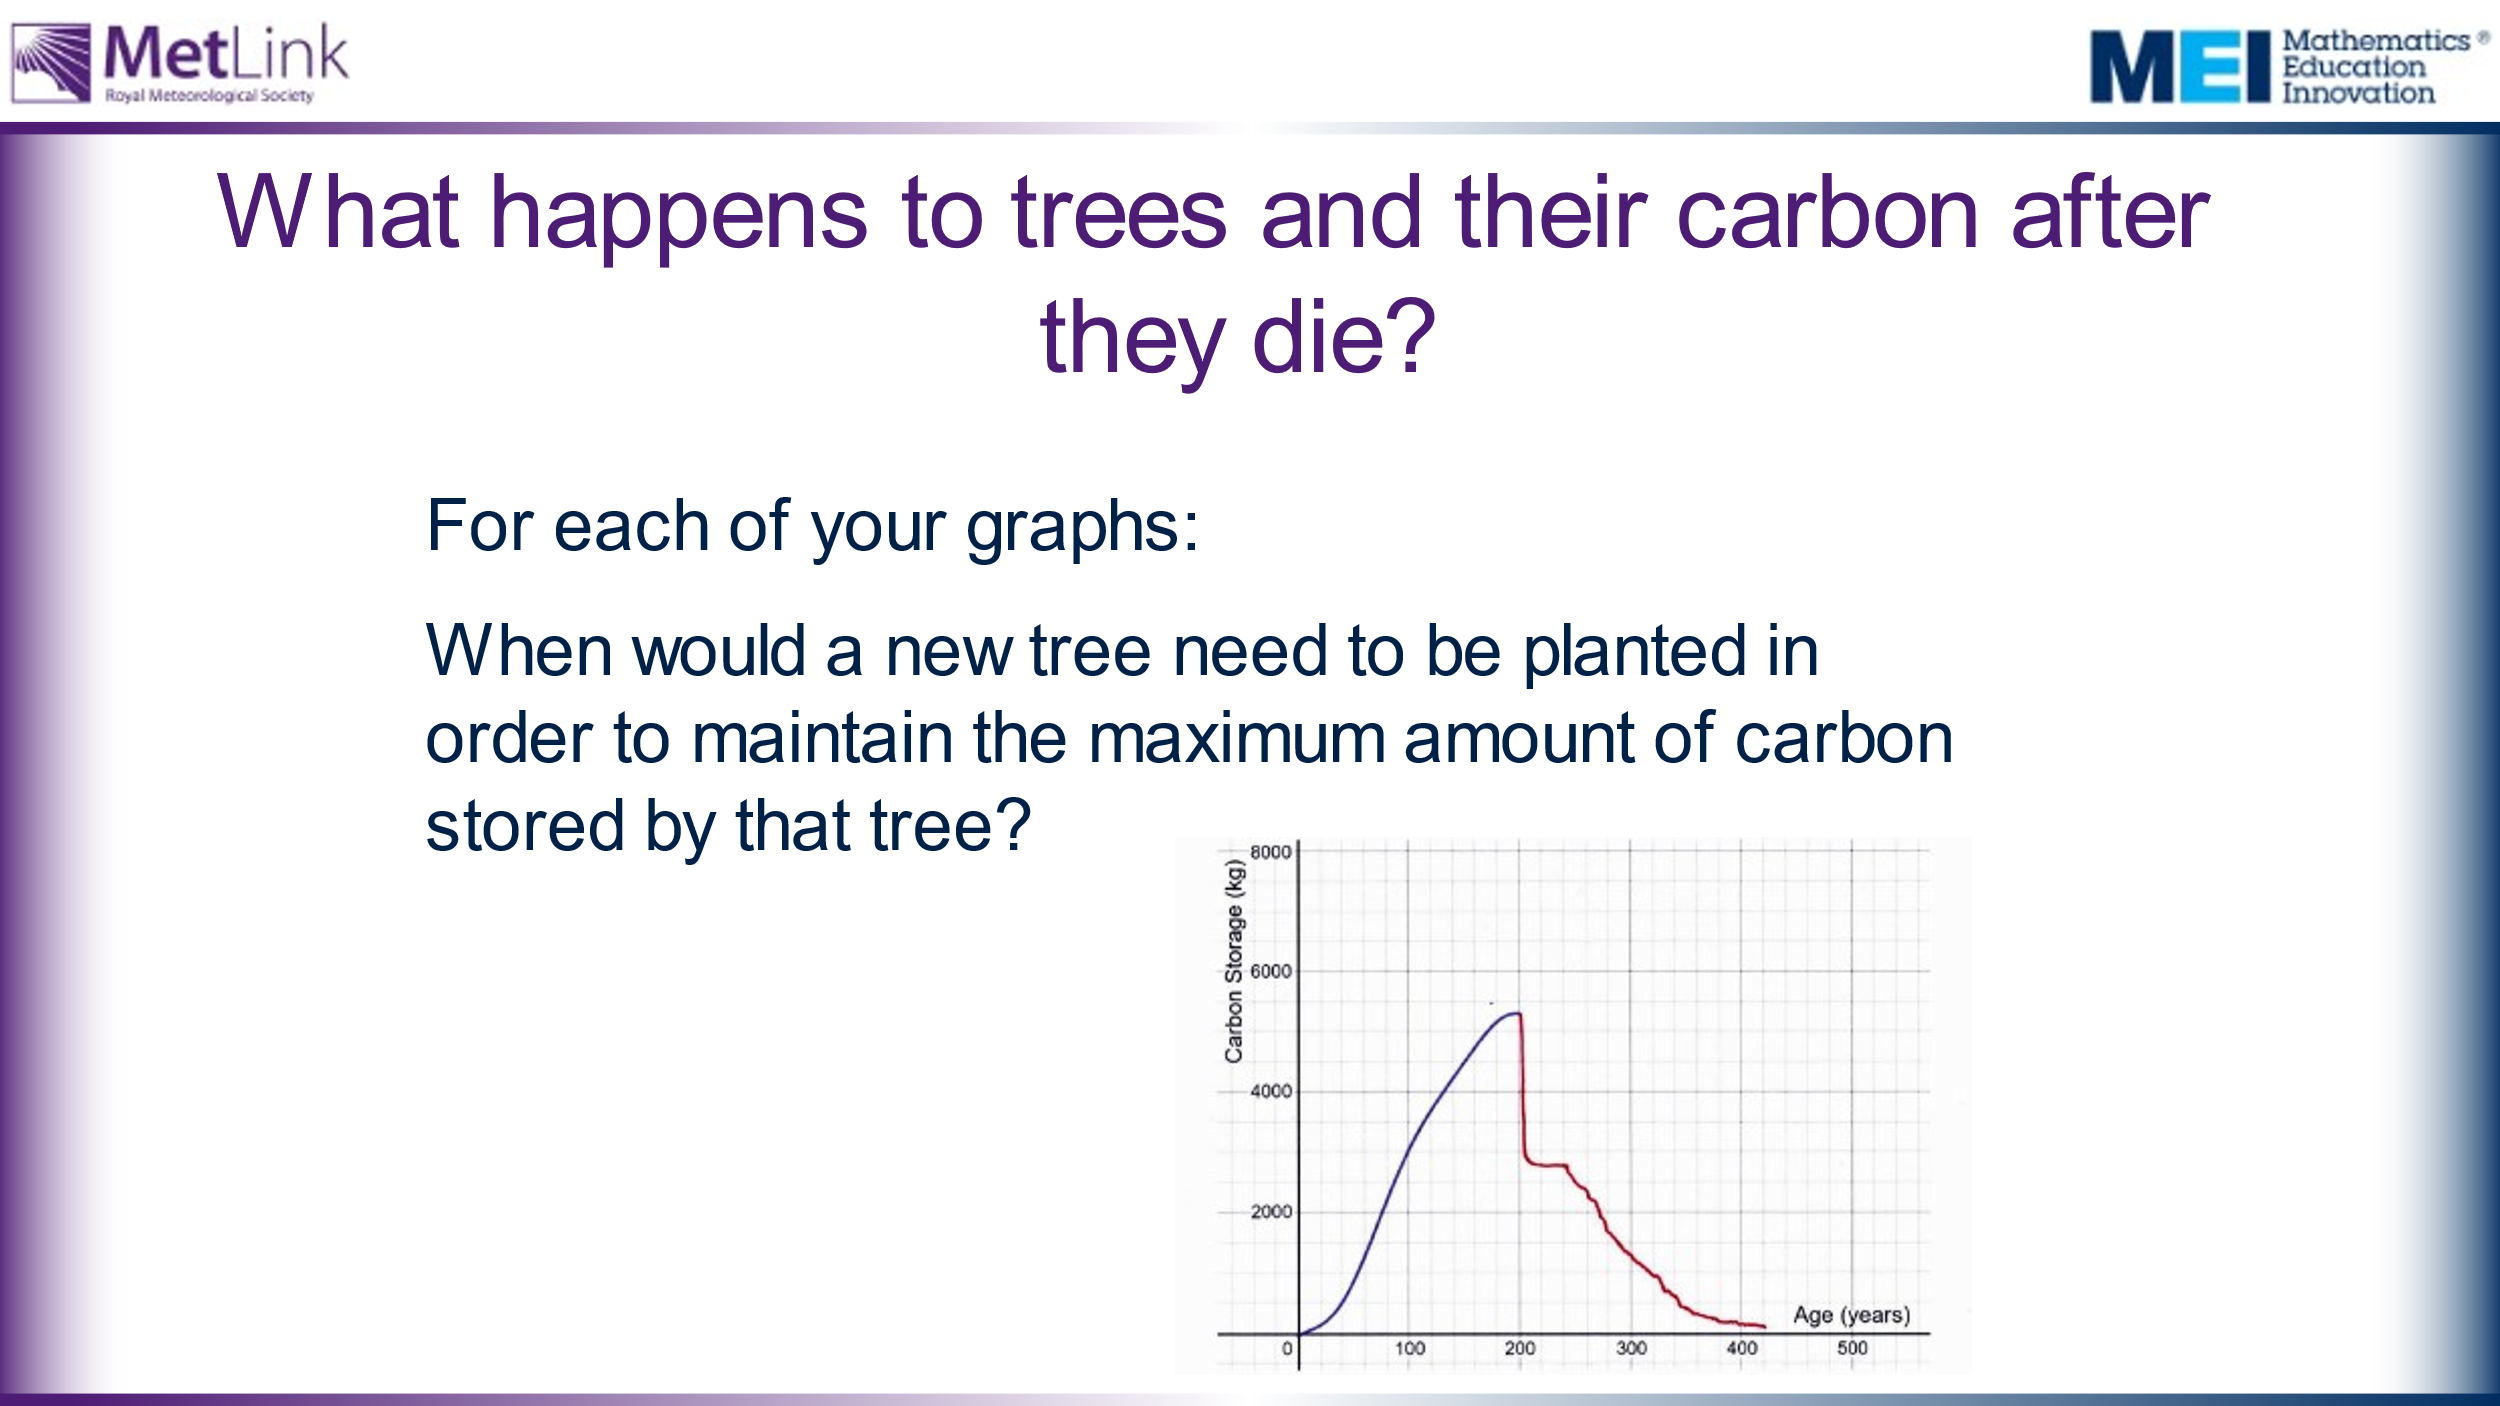 MetLink
Royal Meteorological Society
MEI Mathematics ®
Education
Innovation
What happens to trees and their carbon after
they die?
For each of your graphs:
When would a new tree need to be planted in
order to maintain the maximum amount of carbon
stored by that tree?
Carbon Storage (kg)
8000
6000
4000
2000
Age (years)
0 100 200 300 400 500